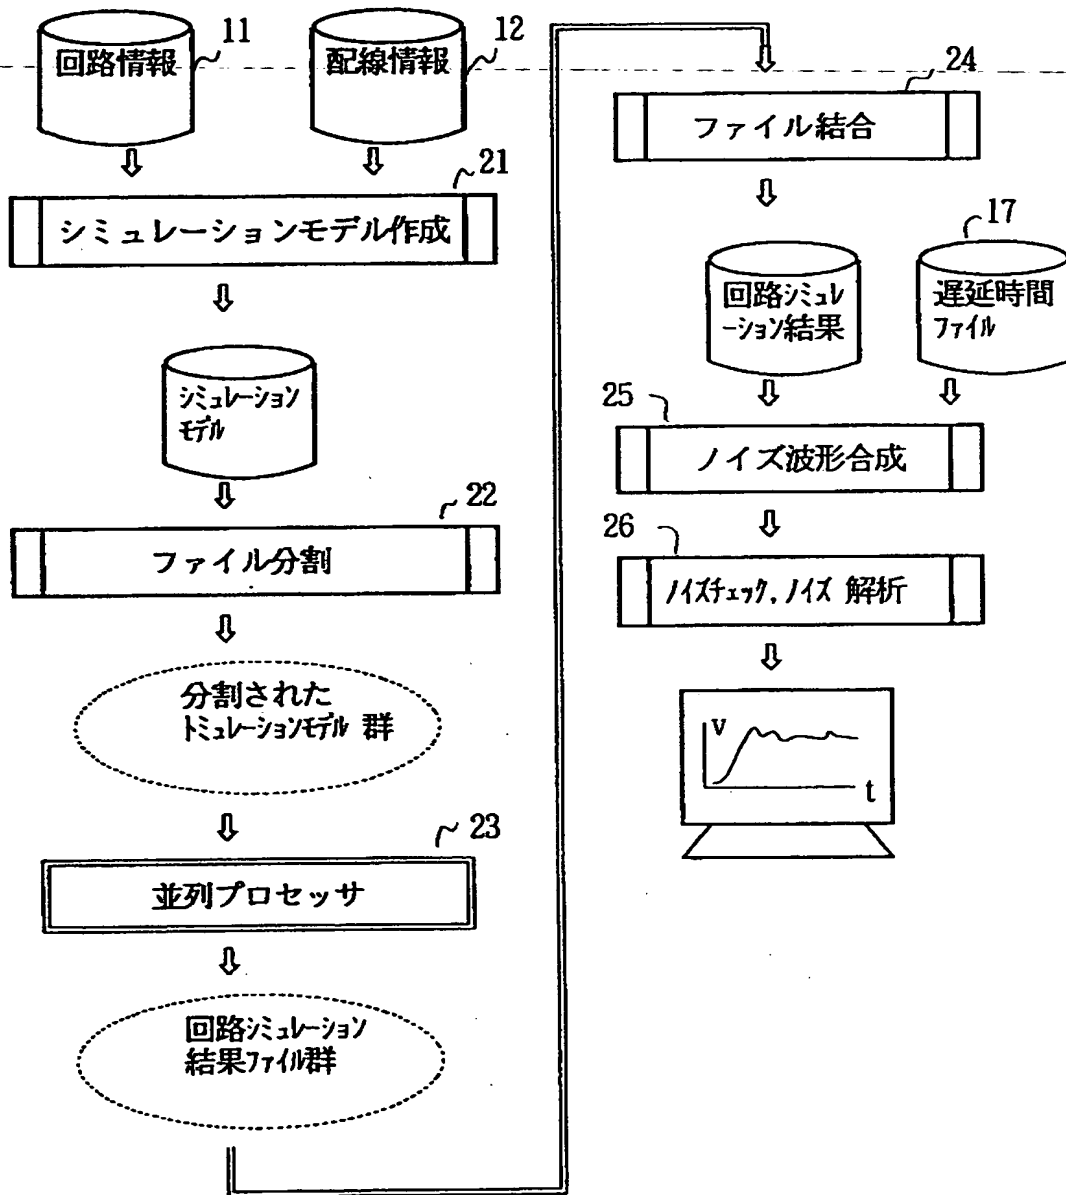 11
回路情報
12
配線情報
21
シミュレーションモデル作成
シミュレーション
モデル
22
ファイル分割
分割された
トミュレーションモデル 群
23
並列プロセッサ
回路シミュレーション
結果ファイル群
24
ファイル結合
回路シミュレ
ーション結果
17
遅延時間
ファイル
25
ノイズ波形合成
26
ノイズチェック,ノイズ 解析
V
t